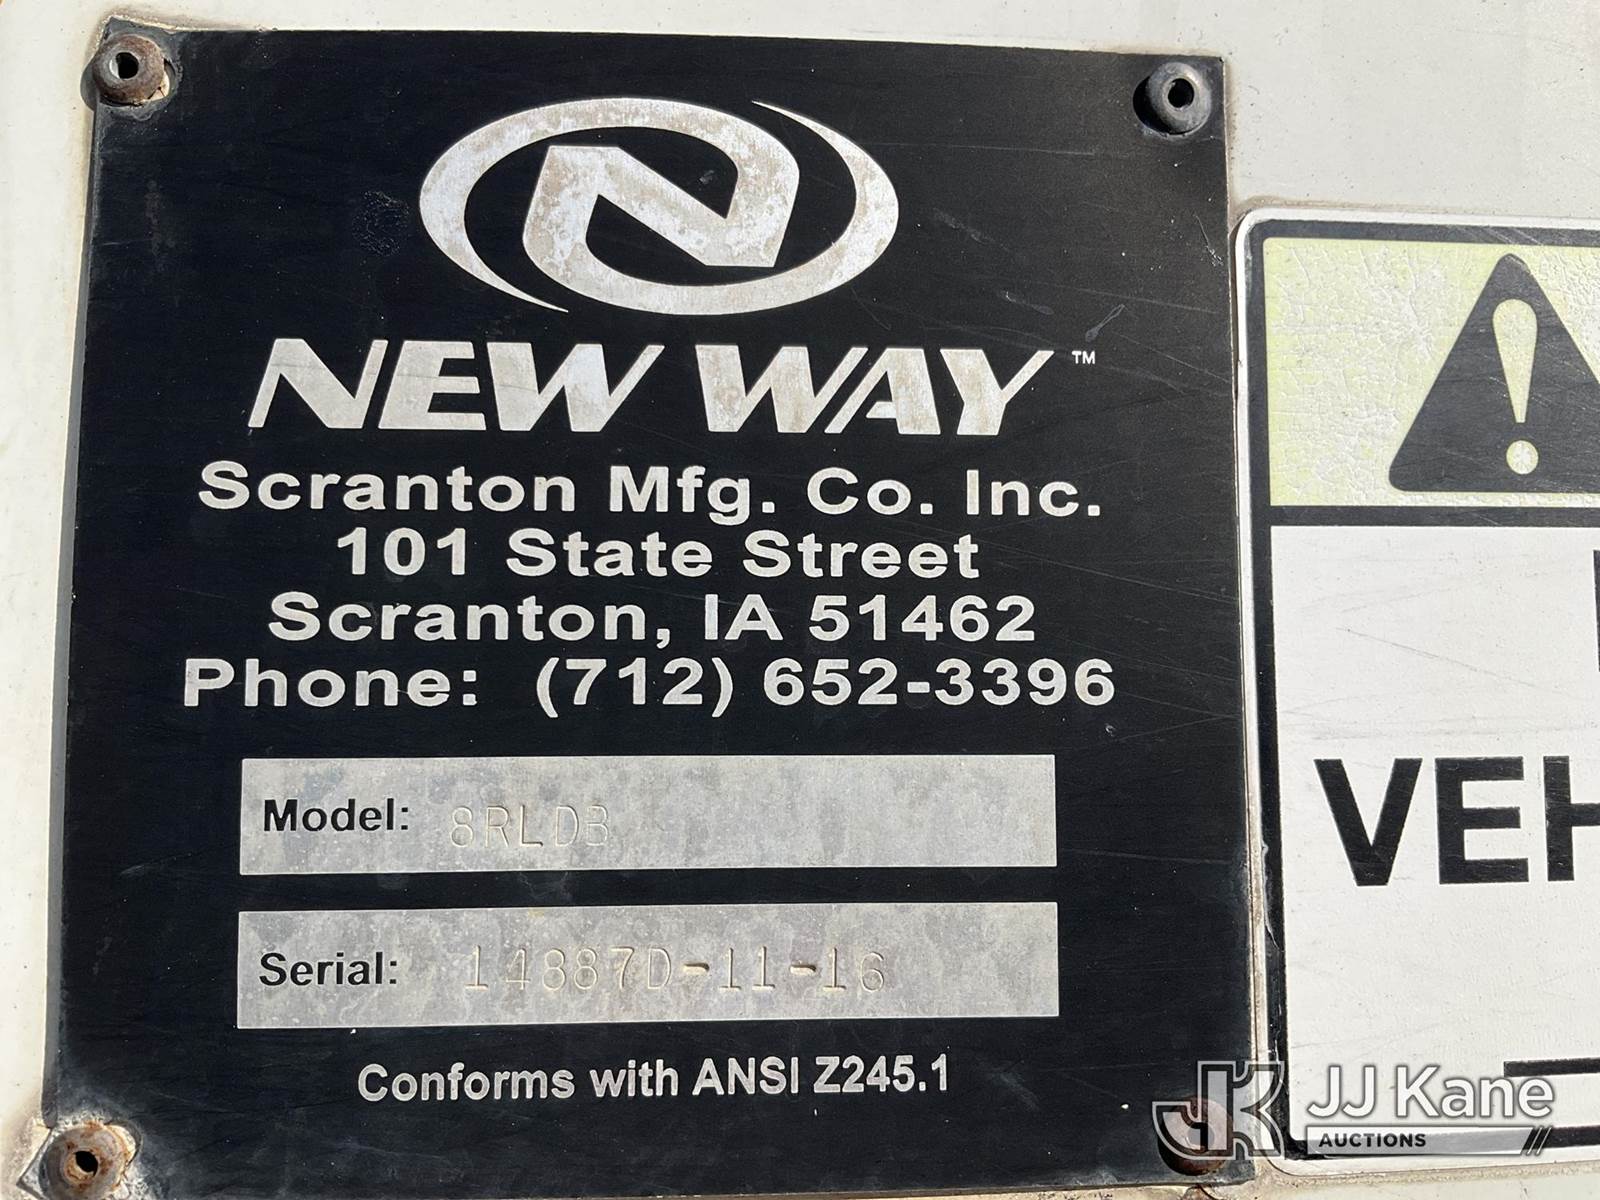 NEW WAY™
Scranton Mfg. Co. Inc.
101 State Street
Scranton, IA 51462
Phone: (712) 652-3396
Model: 8RLDB
Serial: 14887D-11-16
Conforms with ANSI Z245.1
!
VEH
JK JJ Kane
AUCTIONS